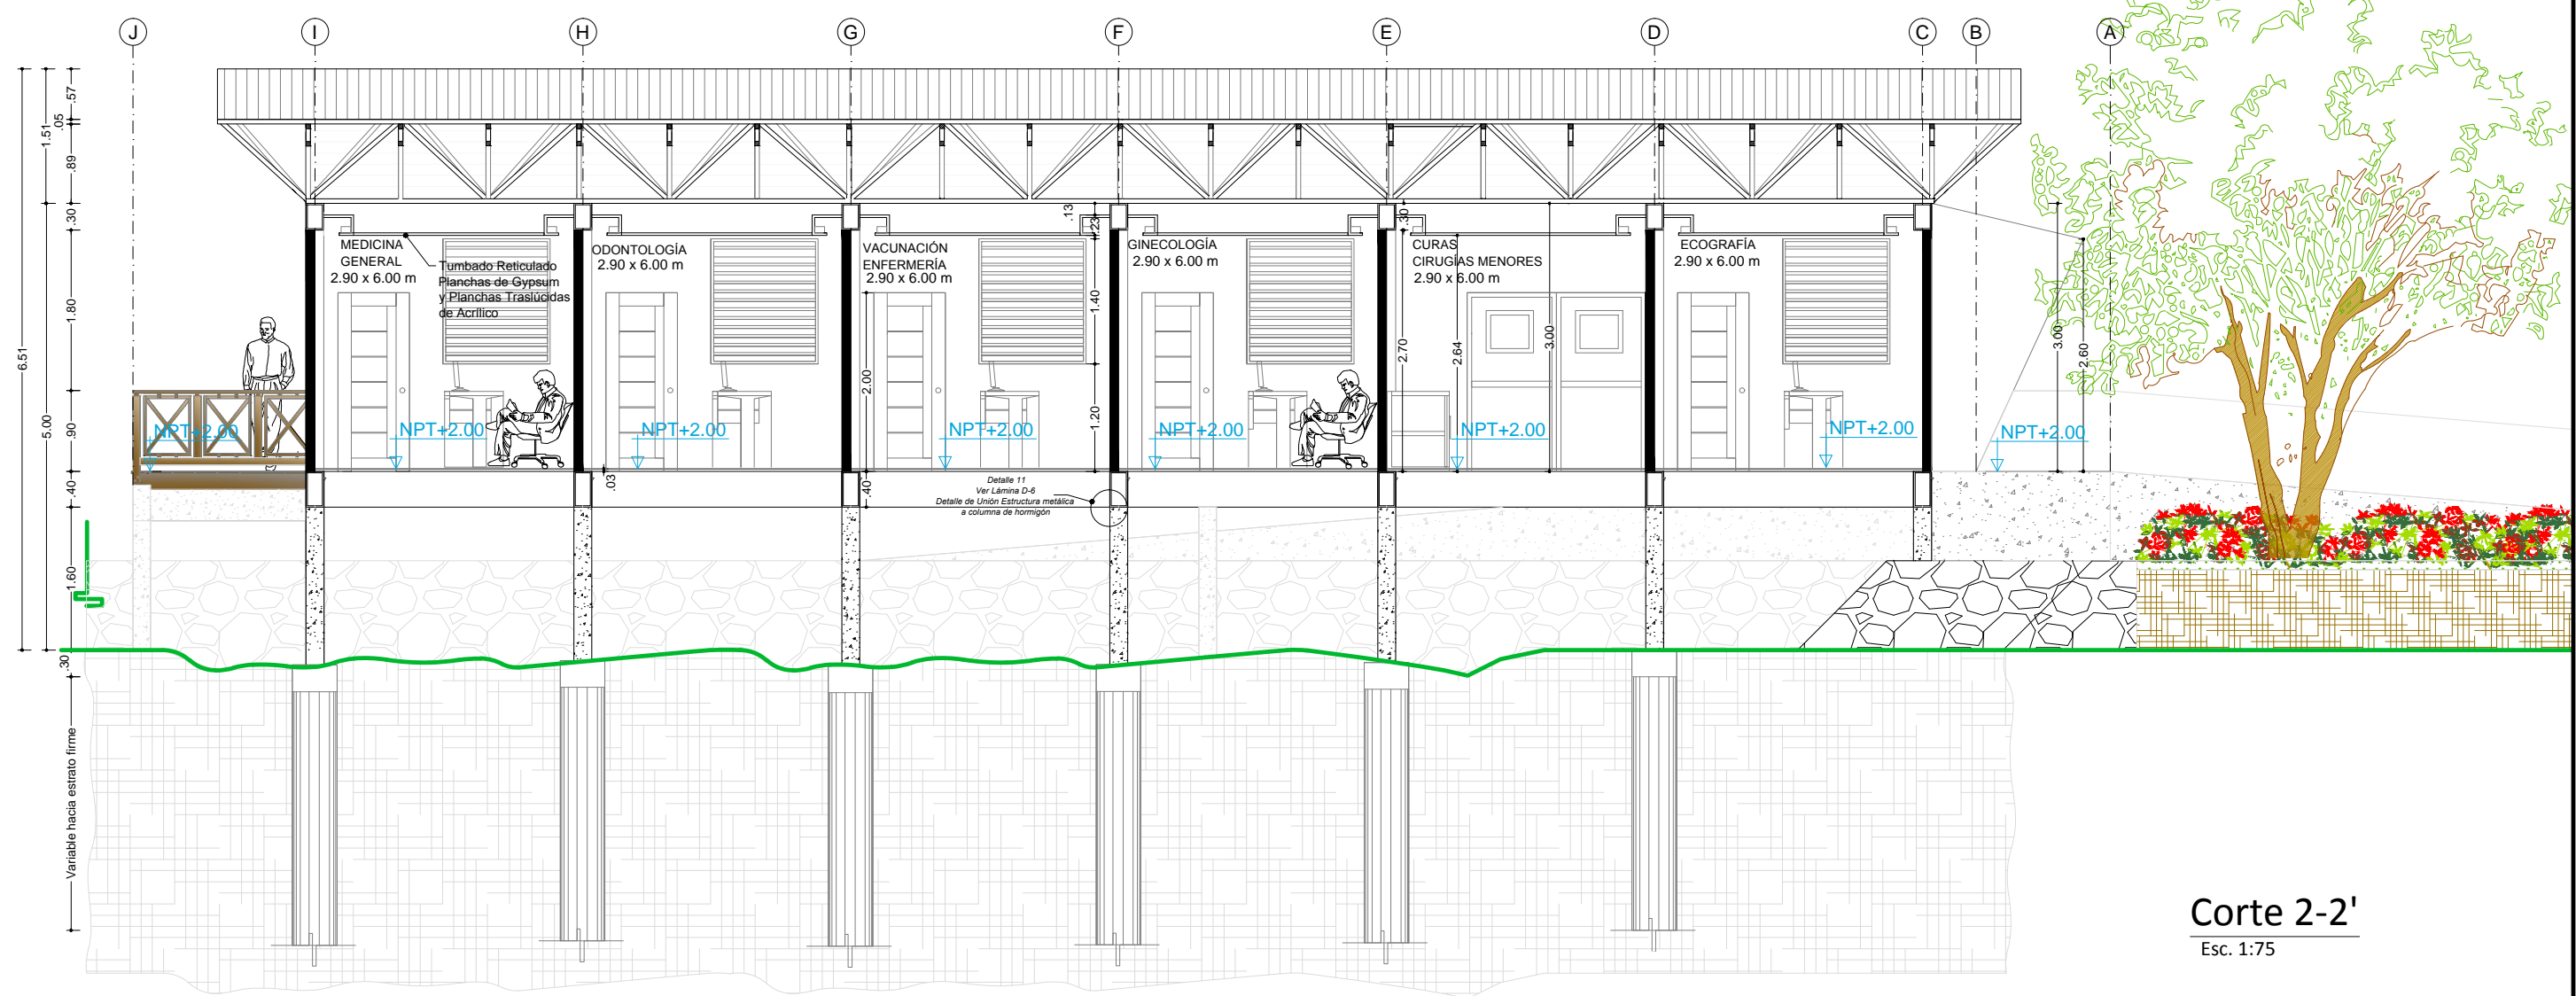 J
I
H
G
F
E
D
C
B
A
6.51
1.51
5.00
.57
.05
.89
.30
1.80
.90
.40
1.60
.30
Variable hacia estrato firme
MEDICINA
GENERAL
2.90 x 6.00 m
Tumbado Reticulado
Planchas de Gypsum
y Planchas Traslúcidas
de Acrílico
ODONTOLOGÍA
2.90 x 6.00 m
VACUNACIÓN
ENFERMERÍA
2.90 x 6.00 m
GINECOLOGÍA
2.90 x 6.00 m
CURAS
CIRUGÍAS MENORES
2.90 x 6.00 m
ECOGRAFÍA
2.90 x 6.00 m
.13
.23
1.40
1.20
2.00
.40
.03
.30
2.70
2.64
3.00
3.00
2.60
NPT+2.00
NPT+2.00
NPT+2.00
NPT+2.00
NPT+2.00
NPT+2.00
NPT+2.00
NPT+2.00
Detalle 11
Ver Lámina D-6
Detalle de Unión Estructura metálica
a columna de hormigón
Corte 2-2'
Esc. 1:75